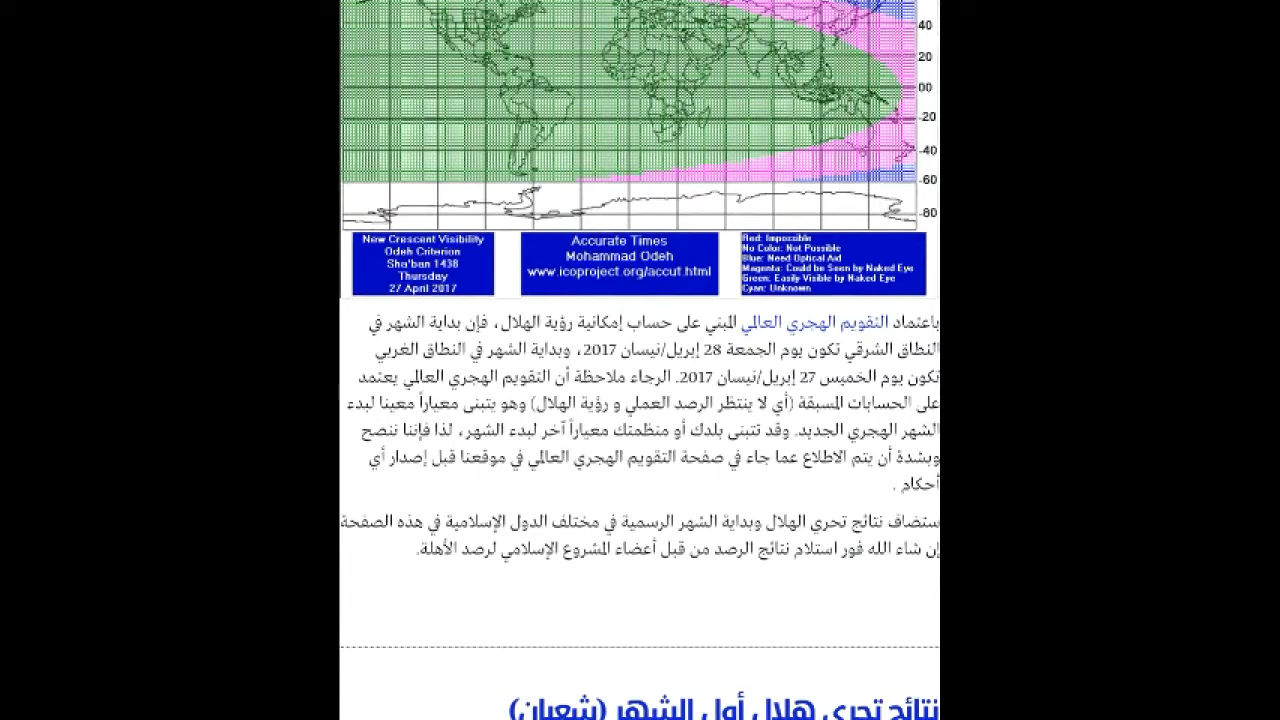 40
20
00
-20
-40
-60
-80
New Crescent Visibility
Odeh Criterion
Sha'ban 1438
Thursday
27 April 2017
Accurate Times
Mohammad Odeh
www.icoproject.org/accut.html
Red: Impossible
No Color: Not Possible
Blue: Need Optical Aid
Magenta: Could be Seen by Naked Eye
Green: Easily Visible by Naked Eye
Cyan: Unknown
باعتماد التقويم الهجري العالمي المبني على حساب إمكانية رؤية الهلال، فإن بداية الشهر في
النطاق الشرقي تكون يوم الجمعة 28 إبريل/نيسان 2017، وبداية الشهر في النطاق الغربي
تكون يوم الخميس 27 إبريل/نيسان 2017. الرجاء ملاحظة أن التقويم الهجري العالمي يعتمد
على الحسابات المسبقة (أي لا ينتظر الرصد العملي و رؤية الهلال) وهو يتبنى معياراً معينا لبدء
الشهر الهجري الجديد. وقد تتبنى بلدك أو منظمتك معياراً آخر لبدء الشهر، لذا فإننا ننصح
وبشدة أن يتم الاطلاع عما جاء في صفحة التقويم الهجري العالمي في موقعنا قبل إصدار أي
أحكام .
ستضاف نتائج تحري الهلال وبداية الشهر الرسمية في مختلف الدول الإسلامية في هذه الصفحة
إن شاء الله فور استلام نتائج الرصد من قبل أعضاء المشروع الإسلامي لرصد الأهلة.
نتائج تحري هلال أول الشهر (شعبان)